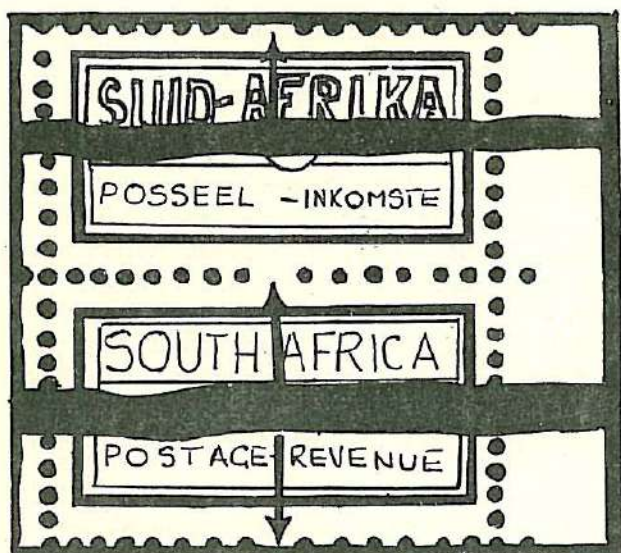 SUID-AFRIKA
POSSEEL - INKOMSTE
SOUTH AFRICA
POSTAGE-REVENUE